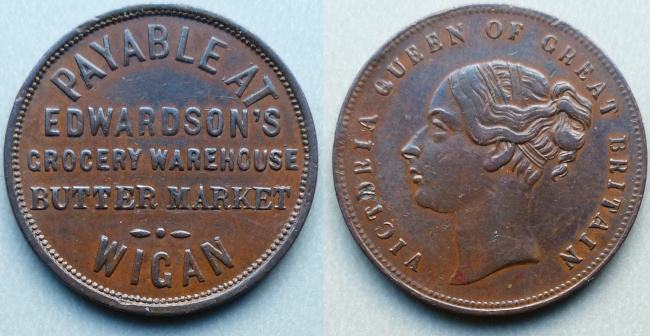 PAYABLE AT
EDWARDSON'S
GROCERY WAREHOUSE
BUTTER MARKET
WIGAN
VICTORIA QUEEN OF GREAT BRITAIN